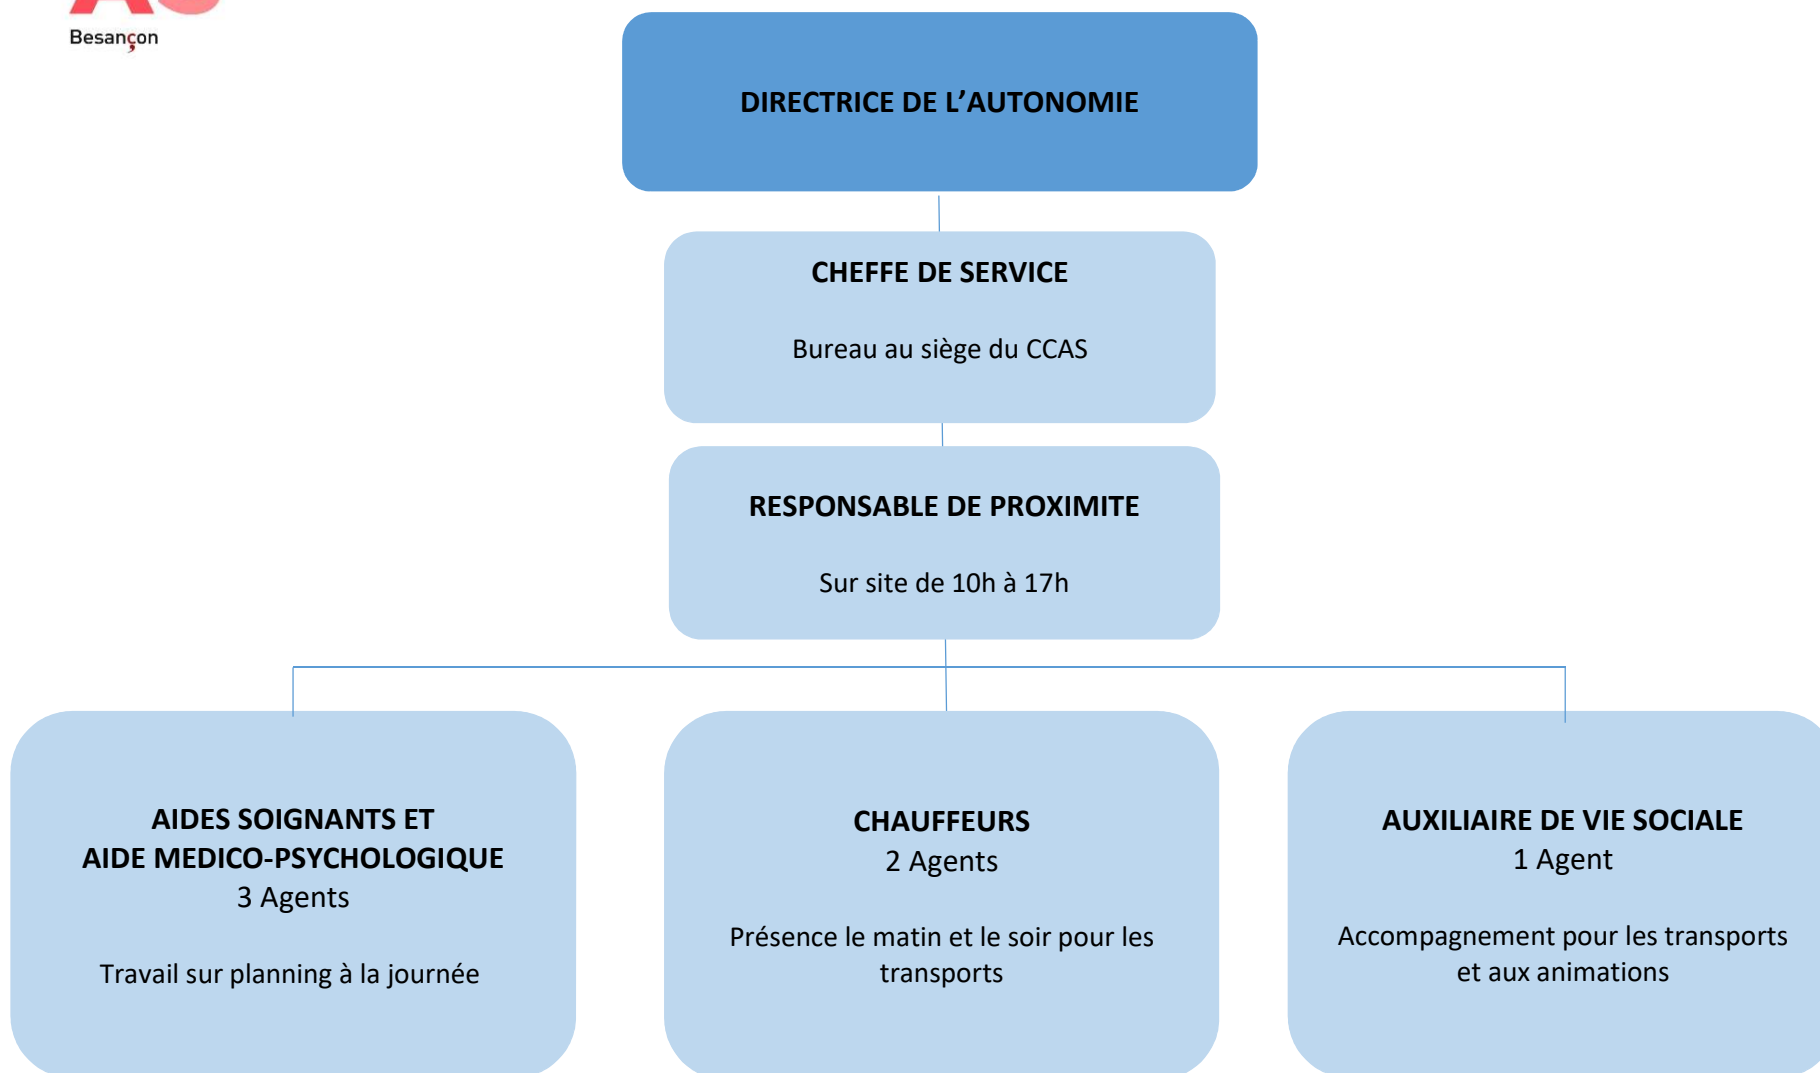 Besançon
DIRECTRICE DE L’AUTONOMIE
CHEFFE DE SERVICE
Bureau au siège du CCAS
RESPONSABLE DE PROXIMITE
Sur site de 10h à 17h
AIDES SOIGNANTS ET
AIDE MEDICO-PSYCHOLOGIQUE
3 Agents
Travail sur planning à la journée
CHAUFFEURS
2 Agents
Présence le matin et le soir pour les
transports
AUXILIAIRE DE VIE SOCIALE
1 Agent
Accompagnement pour les transports
et aux animations